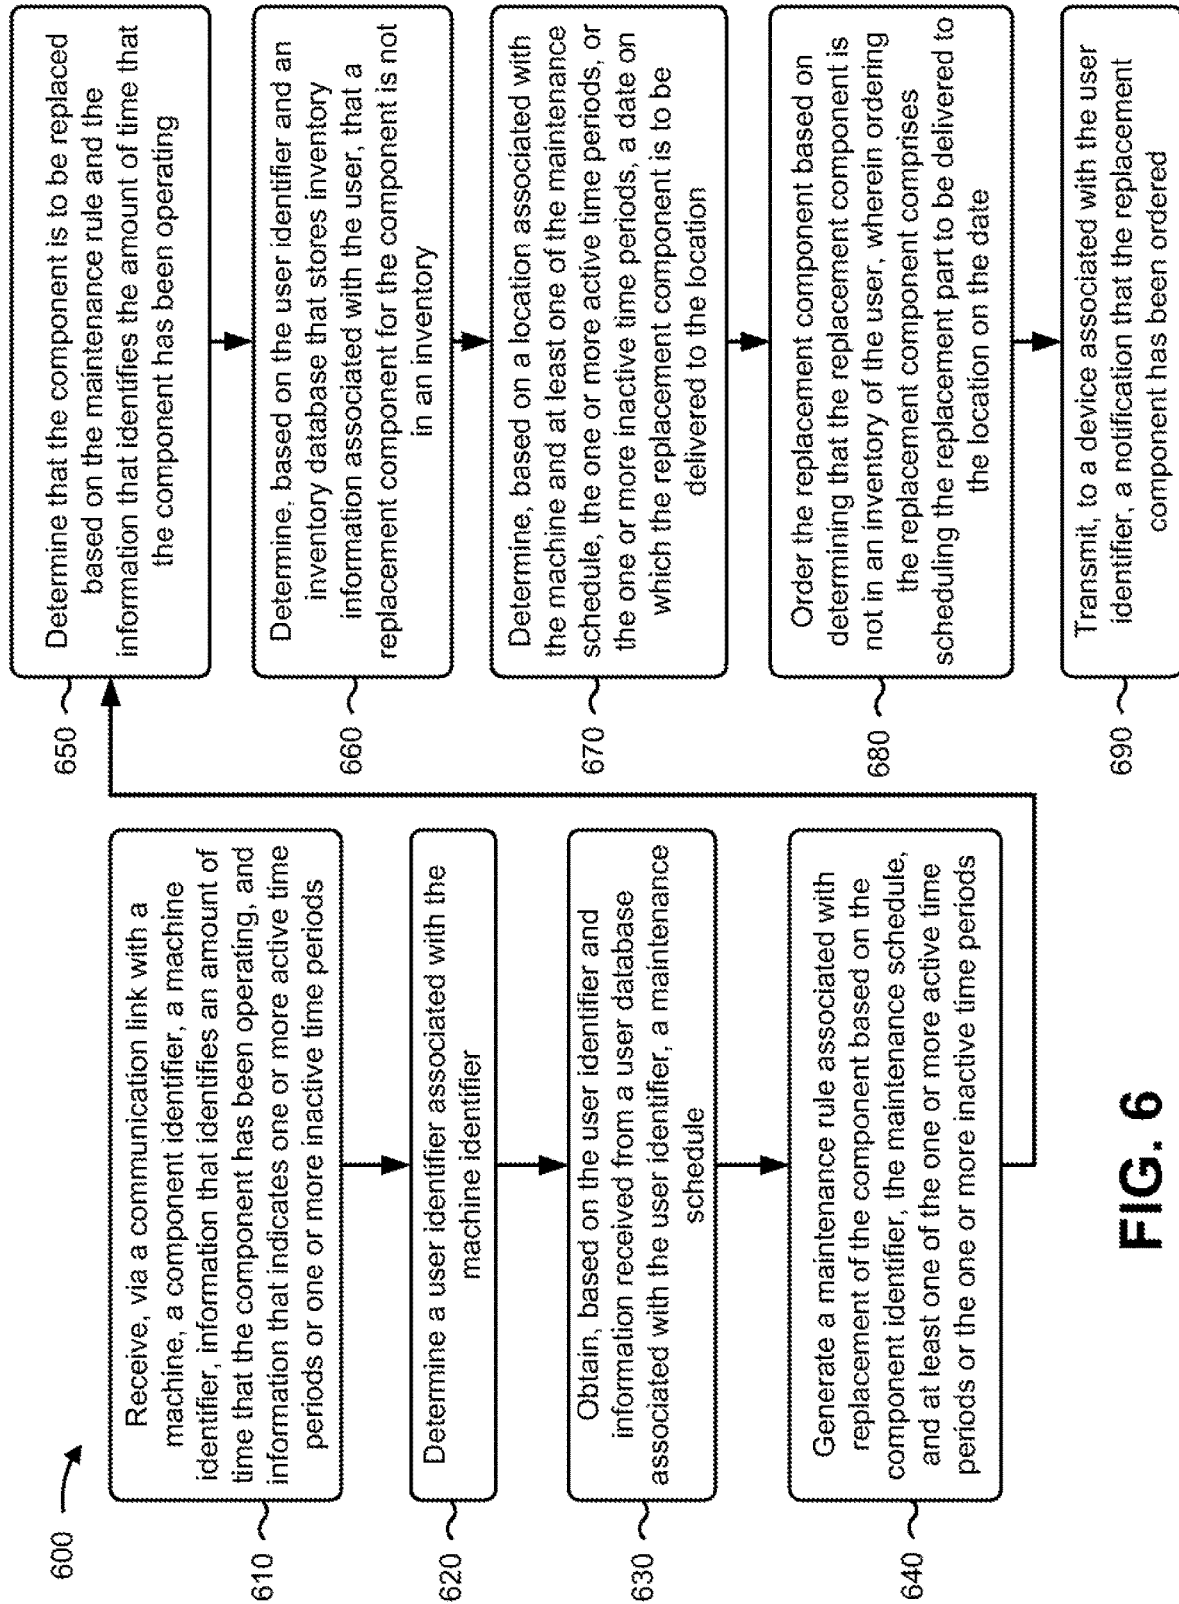 600
610
Receive, via a communication link with a
machine, a component identifier, a machine
identifier, information that identifies an amount of
time that the component has been operating, and
information that indicates one or more active time
periods or one or more inactive time periods
620
Determine a user identifier associated with the
machine identifier
630
Obtain, based on the user identifier and
information received from a user database
associated with the user identifier, a maintenance
schedule
640
Generate a maintenance rule associated with
replacement of the component based on the
component identifier, the maintenance schedule,
and at least one of the one or more active time
periods or the one or more inactive time periods
650
Determine that the component is to be replaced
based on the maintenance rule and the
information that identifies the amount of time that
the component has been operating
660
Determine, based on the user identifier and an
inventory database that stores inventory
information associated with the user, that a
replacement component for the component is not
in an inventory
670
Determine, based on a location associated with
the machine and at least one of the maintenance
schedule, the one or more active time periods, or
the one or more inactive time periods, a date on
which the replacement component is to be
delivered to the location
680
Order the replacement component based on
determining that the replacement component is
not in an inventory of the user, wherein ordering
the replacement component comprises
scheduling the replacement part to be delivered to
the location on the date
690
Transmit, to a device associated with the user
identifier, a notification that the replacement
component has been ordered
FIG. 6